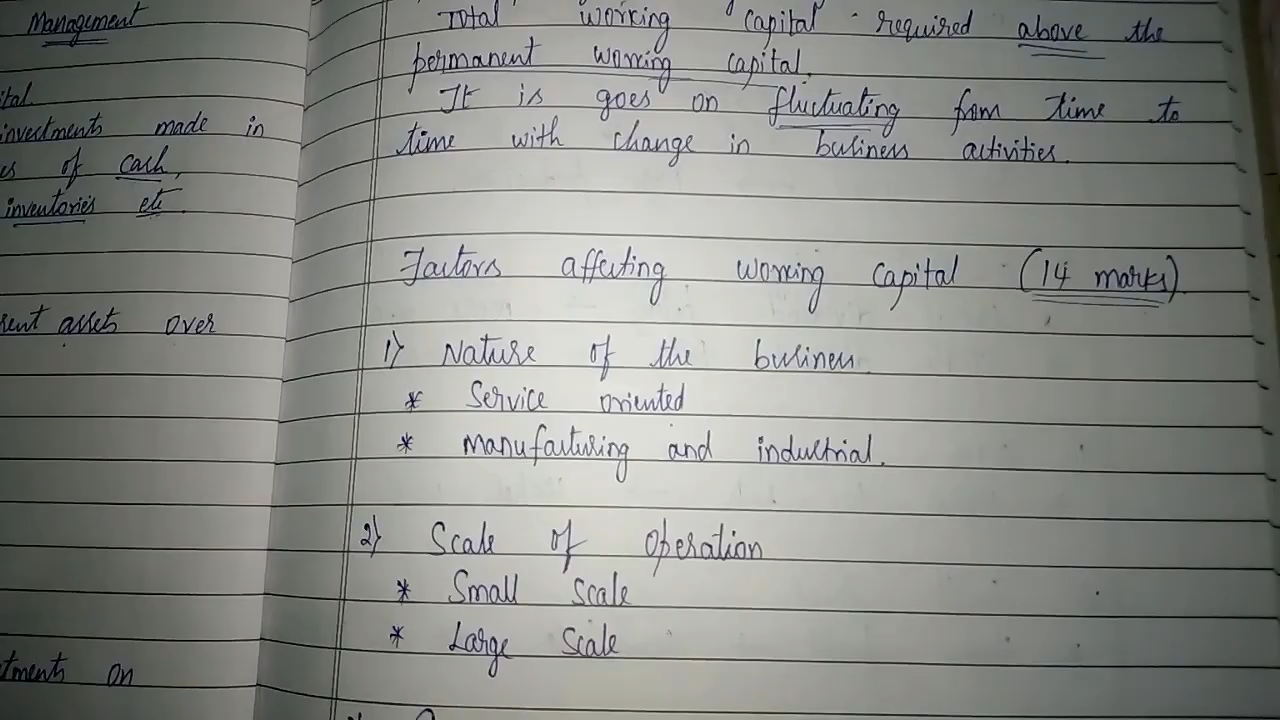 Management
ital
investments made in
es of cash,
inventories etc
rent assets over
tments on
Total working capital required above the
permanent working capital.
It is goes on fluctuating from time to
time with change in business activities.
Factors affecting working capital (14 marks)
1) Nature of the business
* Service oriented
* Manufacturing and industrial.
2) Scale of operation
* Small scale
* Large scale